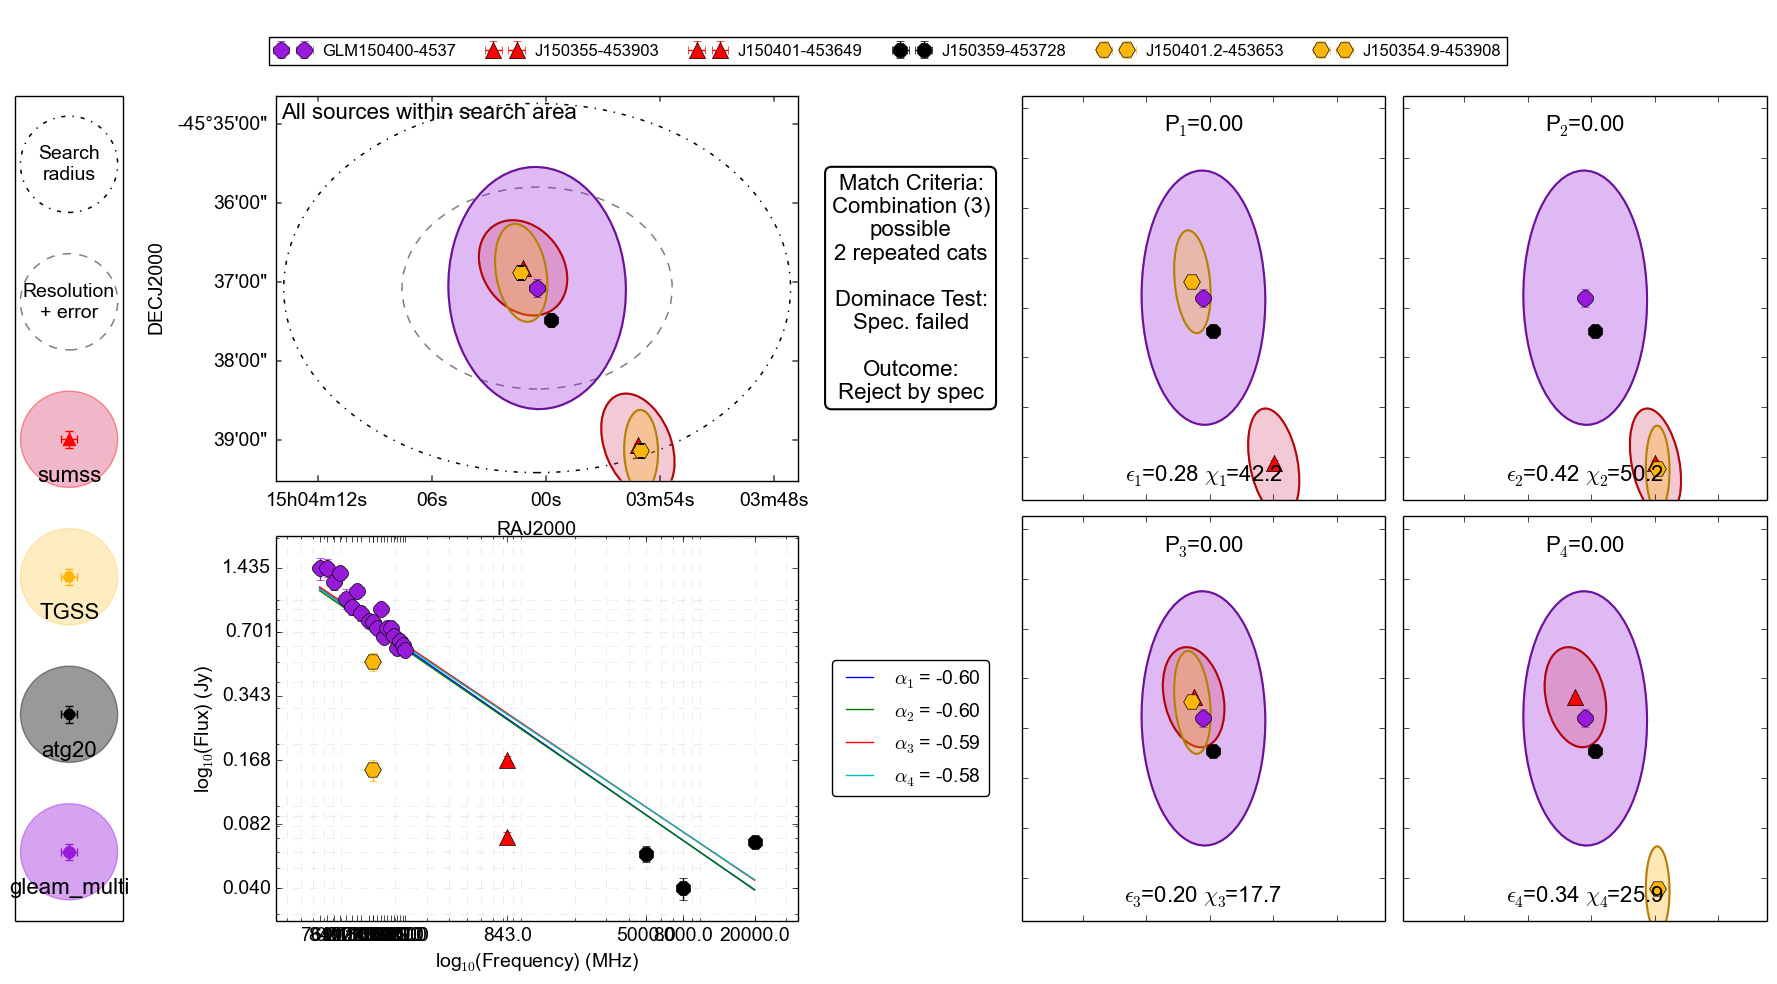 GLM150400-4537
J150355-453903
J150401-453649
J150359-453728
J150401.2-453653
J150354.9-453908
Search
radius
Resolution
+ error
sumss
TGSS
atg20
gleam_multi
All sources within search area
-45°35'00"
36'00"
37'00"
38'00"
39'00"
DECJ2000
15h04m12s
06s
00s
03m54s
03m48s
RAJ2000
Match Criteria:
Combination (3)
possible
2 repeated cats
Dominace Test:
Spec. failed
Outcome:
Reject by spec
P1=0.00
ϵ1=0.28 χ1=42.2
P2=0.00
ϵ2=0.42 χ2=50.2
1.435
0.701
0.343
0.168
0.082
0.040
log10(Flux) (Jy)
843.0
5000.0
8000.0
20000.0
log10(Frequency) (MHz)
α1 = -0.60
α2 = -0.60
α3 = -0.59
α4 = -0.58
P3=0.00
ϵ3=0.20 χ3=17.7
P4=0.00
ϵ4=0.34 χ4=25.9